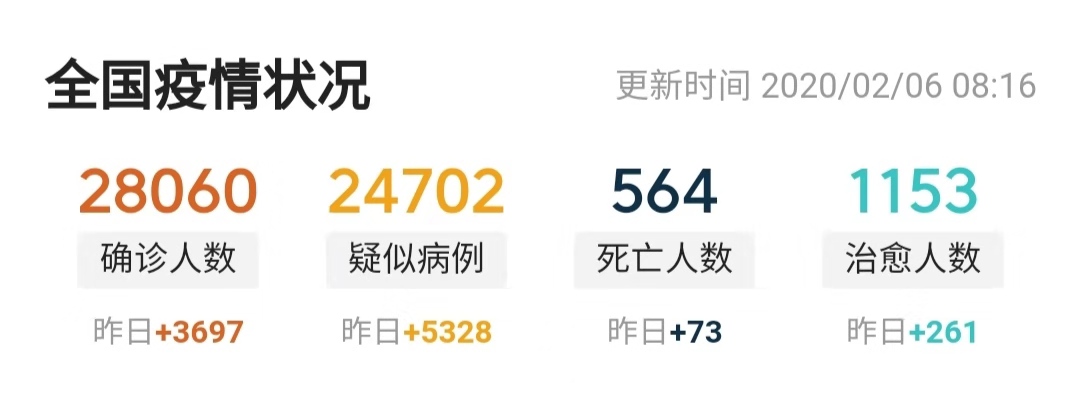 全国疫情状况 更新时间 2020/02/06 08:16
28060 24702 564 1153
确诊人数 疑似病例 死亡人数 治愈人数
昨日+3697 昨日+5328 昨日+73 昨日+261